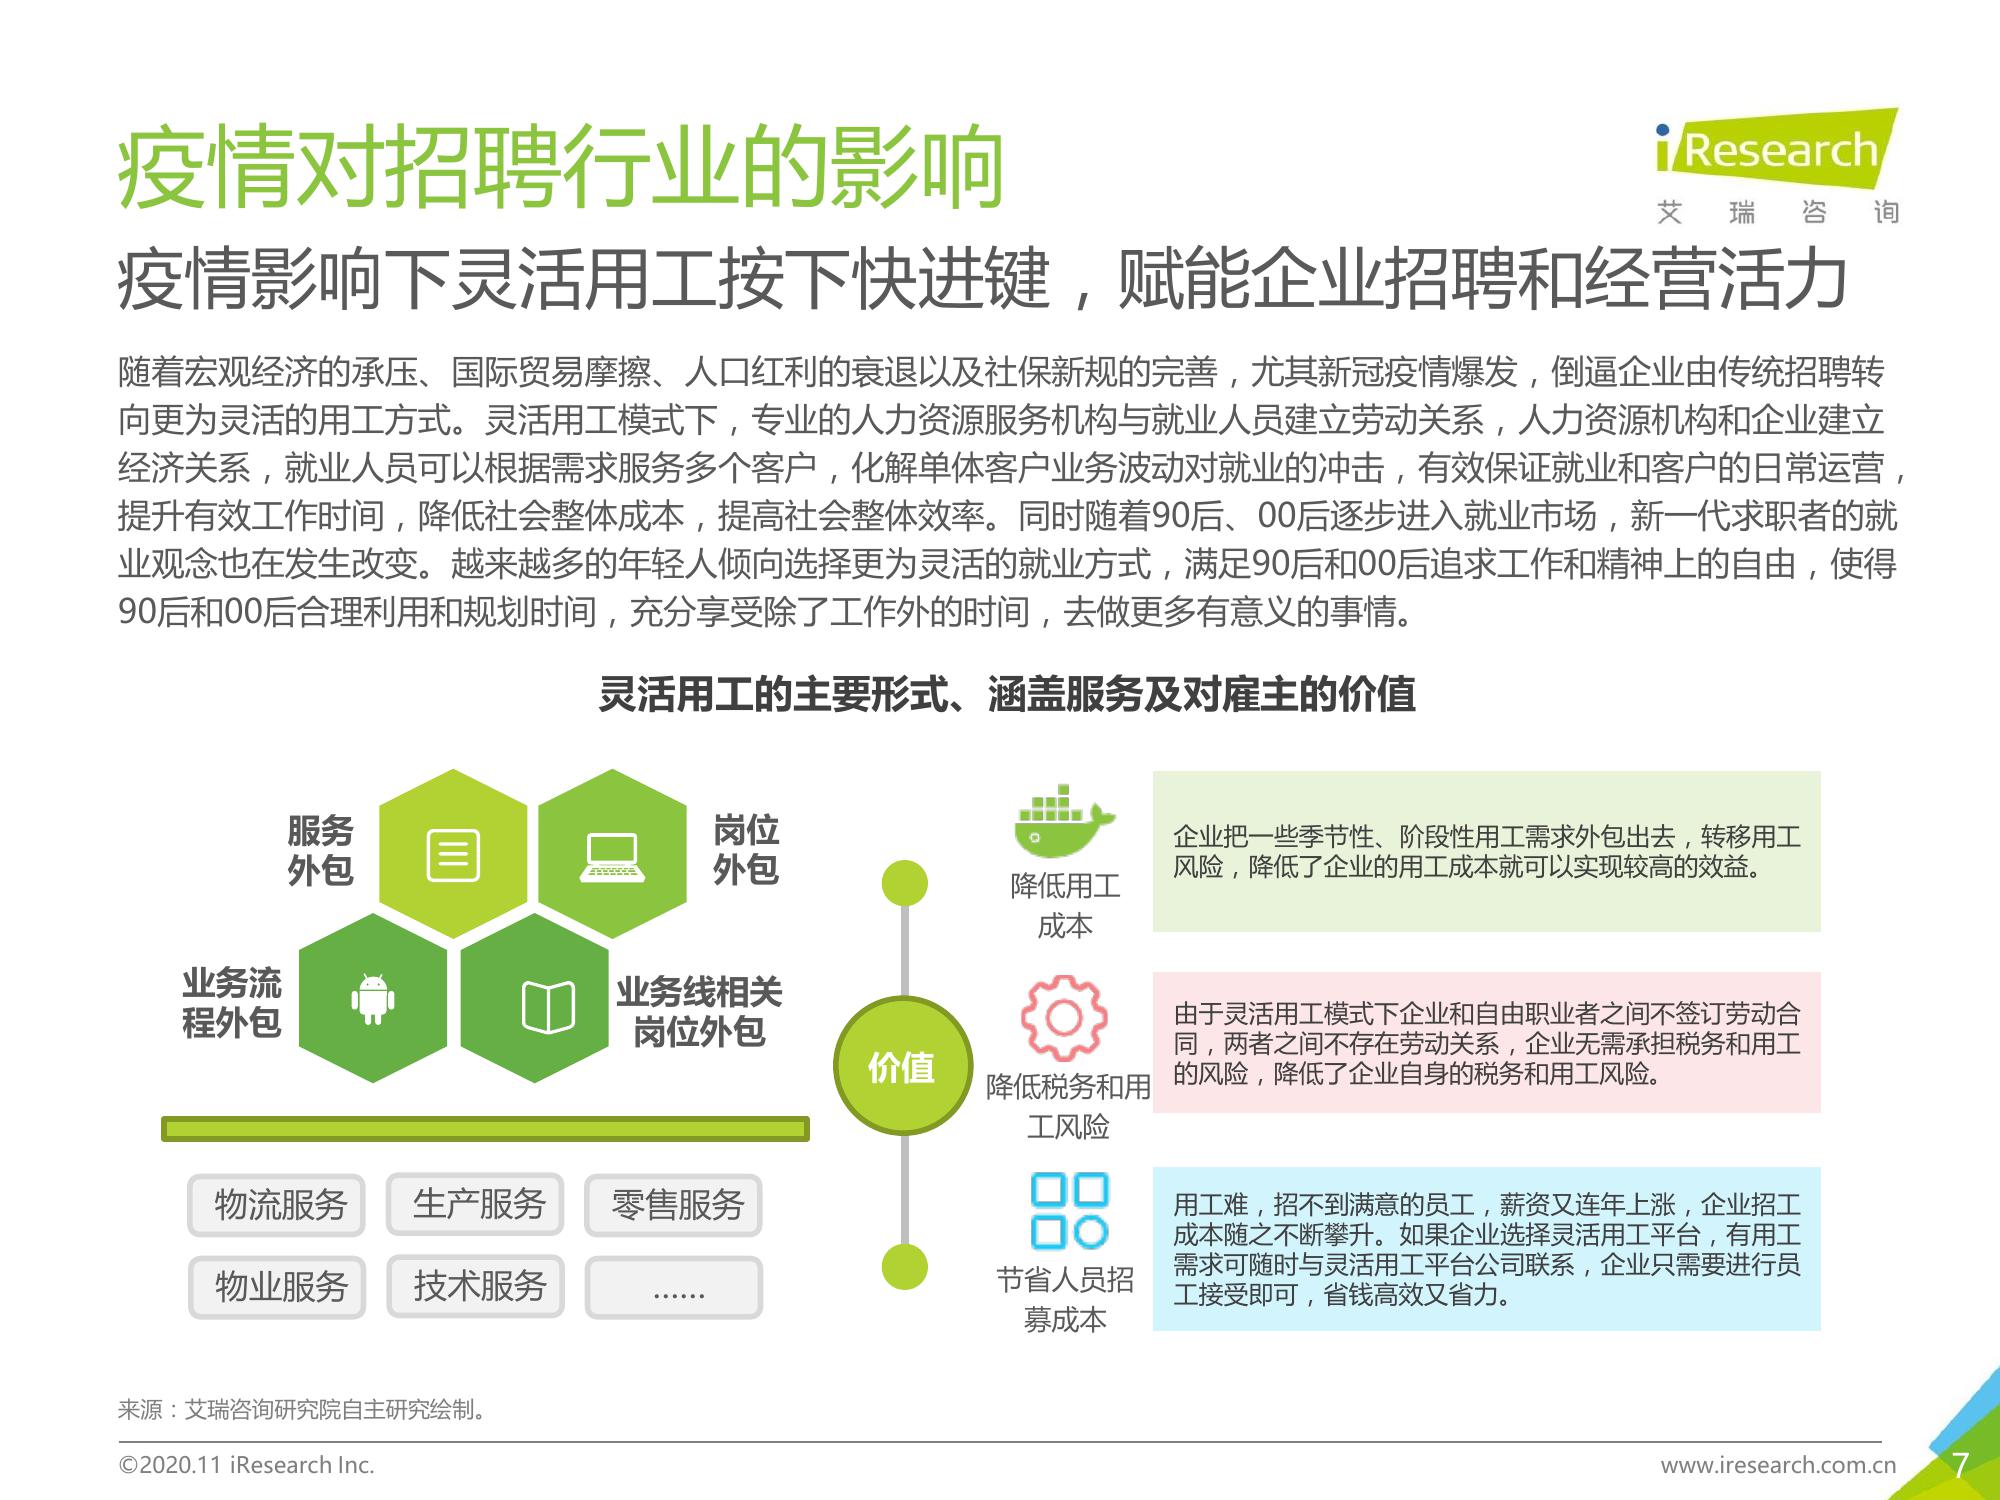 疫情对招聘行业的影响
iResearch
艾瑞咨询
疫情影响下灵活用工按下快进键，赋能企业招聘和经营活力
随着宏观经济的承压、国际贸易摩擦、人口红利的衰退以及社保新规的完善，尤其新冠疫情爆发，倒逼企业由传统招聘转
向更为灵活的用工方式。灵活用工模式下，专业的人力资源服务机构与就业人员建立劳动关系，人力资源机构和企业建立
经济关系，就业人员可以根据需求服务多个客户，化解单体客户业务波动对就业的冲击，有效保证就业和客户的日常运营，
提升有效工作时间，降低社会整体成本，提高社会整体效率。同时随着90后、00后逐步进入就业市场，新一代求职者的就
业观念也在发生改变。越来越多的年轻人倾向选择更为灵活的就业方式，满足90后和00后追求工作和精神上的自由，使得
90后和00后合理利用和规划时间，充分享受除了工作外的时间，去做更多有意义的事情。
灵活用工的主要形式、涵盖服务及对雇主的价值
服务
外包
岗位
外包
业务流
程外包
业务线相关
岗位外包
物流服务
生产服务
零售服务
物业服务
技术服务
......
价值
降低用工
成本
企业把一些季节性、阶段性用工需求外包出去，转移用工
风险，降低了企业的用工成本就可以实现较高的效益。
降低税务和用
工风险
由于灵活用工模式下企业和自由职业者之间不签订劳动合
同，两者之间不存在劳动关系，企业无需承担税务和用工
的风险，降低了企业自身的税务和用工风险。
节省人员招
募成本
用工难，招不到满意的员工，薪资又连年上涨，企业招工
成本随之不断攀升。如果企业选择灵活用工平台，有用工
需求可随时与灵活用工平台公司联系，企业只需要进行员
工接受即可，省钱高效又省力。
来源：艾瑞咨询研究院自主研究绘制。
©2020.11 iResearch Inc.
www.iresearch.com.cn
7